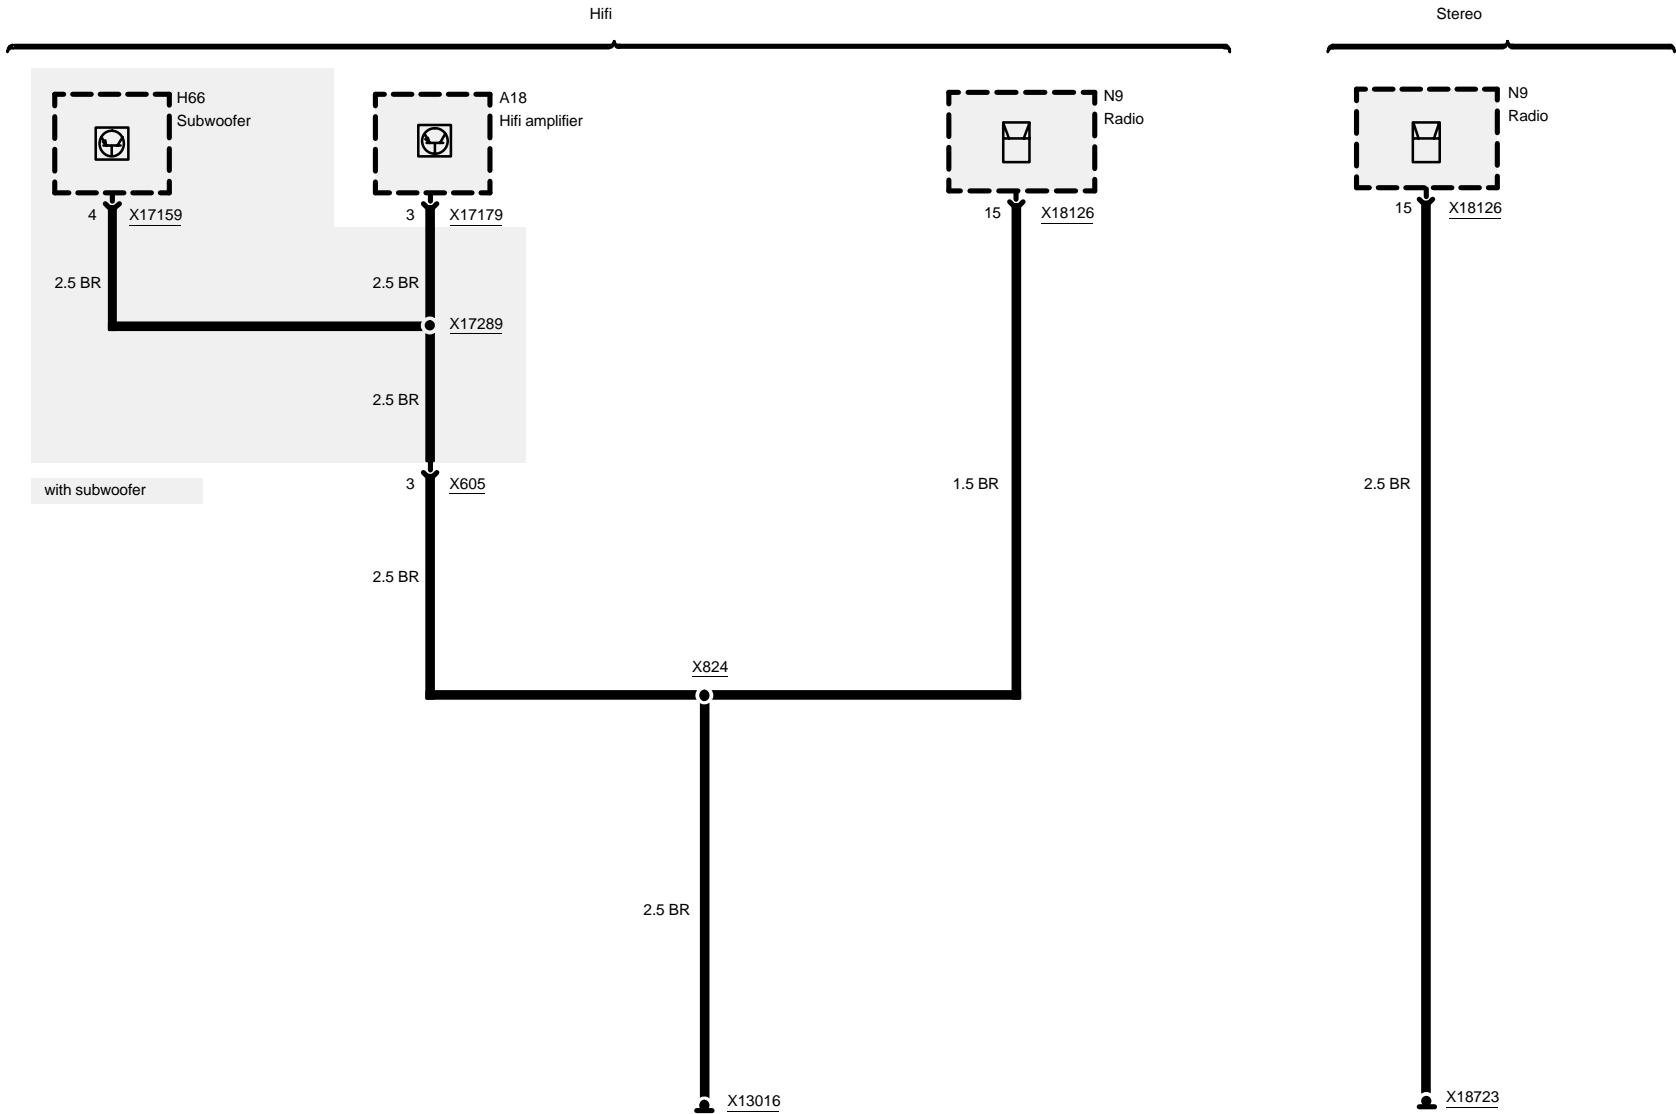 Hifi
Stereo
H66
Subwoofer
A18
Hifi amplifier
N9
Radio
N9
Radio
4 X17159
3 X17179
15 X18126
15 X18126
2.5 BR
2.5 BR
X17289
2.5 BR
with subwoofer
3 X605
1.5 BR
2.5 BR
2.5 BR
X824
2.5 BR
X13016
X18723